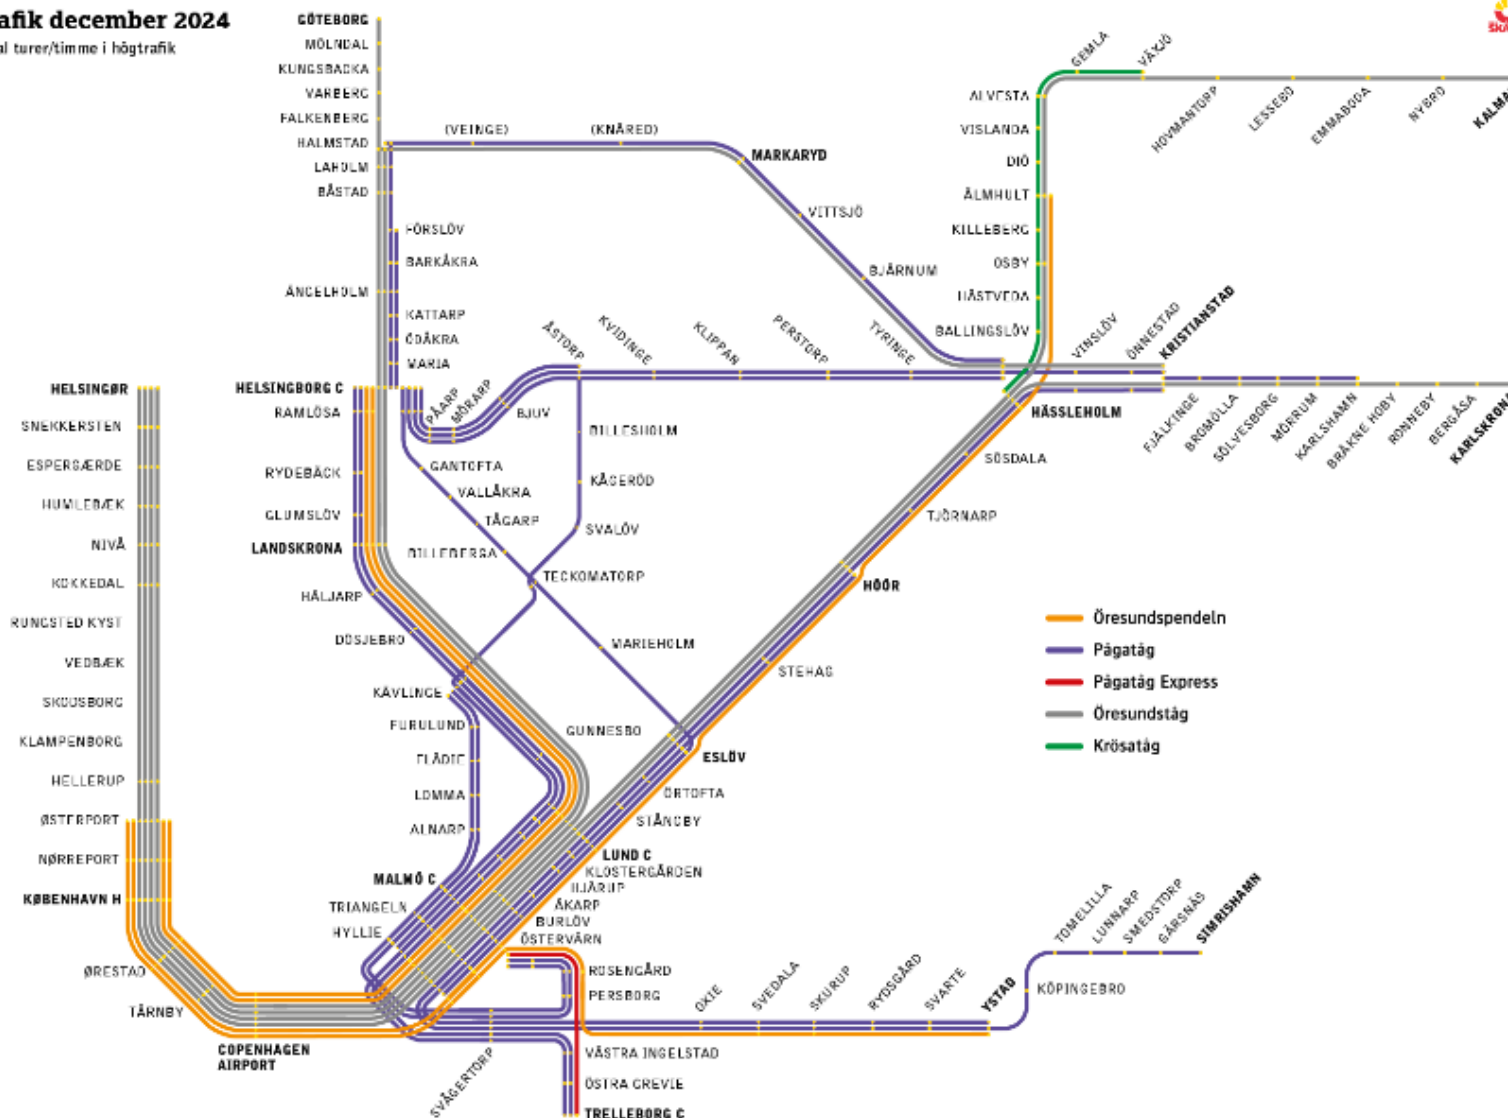 afik december 2024
al turer/timme i högtrafik
GÖTEBORG
MÖLNDAL
KUNGSBACKA
VARBERG
FALKENBERG
HALMSTAD
LAHOLM
BÅSTAD
FÖRSLÖV
BARKÅKRA
ÄNGELHOLM
KATTARP
ÖDÅKRA
MARIA
HELSINGBORG C
RAMLÖSA
RYDEBÄCK
GLUMSLÖV
LANDSKRONA
HÄLJARP
DÖSJEBRO
KÄVLINGE
FURULUND
FLÄDIE
LOMMA
ALNARP
MALMÖ C
TRIANGELN
HYLLIE
HELSINGØR
SNEKKERSTEN
ESPERGÆRDE
HUMLEBÆK
NIVÅ
KOKKEDAL
RUNGSTED KYST
VEDBÆK
SKODSBORG
KLAMPENBORG
HELLERUP
ØSTERPORT
NØRREPORT
KØBENHAVN H
ØRESTAD
TÅRNBY
COPENHAGEN
AIRPORT
(VEINGE)
(KNÄRED)
MARKARYD
VITTSJÖ
BJÄRNUM
TYRINGE
PERSTORP
KLIPPAN
KVIDINGE
ÅSTORP
BJUV
MÖRARP
PÅARP
GANTOFTA
VALLÅKRA
TÅGARP
BILLEBERGA
TECKOMATORP
MARIEHOLM
BILLESHOLM
KÅGERÖD
SVALÖV
GEMLA
VÄXJÖ
ALVESTA
VISLANDA
DIÖ
ÄLMHULT
KILLEBERG
OSBY
HÄSTVEDA
BALLINGSLÖV
HOVMANTORP
LESSEBO
EMMABODA
NYBRO
KALMA
VINSLÖV
ÖNNESTAD
KRISTIANSTAD
HÄSSLEHOLM
FJÄLKINGE
BROMÖLLA
SÖLVESBORG
MÖRRUM
KARLSHAMN
BRÄKNE HOBY
RONNEBY
BERGÅSA
KARLSKRONA
SÖSDALA
TJÖRNARP
HÖÖR
STEHAG
ESLÖV
GUNNESBO
ÖRTOFTA
STÅNGBY
LUND C
KLOSTERGÅRDEN
HJÄRUP
ÅKARP
BURLÖV
ÖSTERVÄRN
ROSENGÅRD
PERSBORG
SVÅGERTORP
VÄSTRA INGELSTAD
ÖSTRA GREVIE
TRELLEBORG C
OXIE
SVEDALA
SKURUP
RYDSGÅRD
SVARTE
YSTAD
KÖPINGEBRO
TOMELILLA
LUNNARP
SMEDSTORP
GÄRSNÄS
SIMRISHAMN
Öresundspendeln
Pågatåg
Pågatåg Express
Öresundståg
Krösatåg